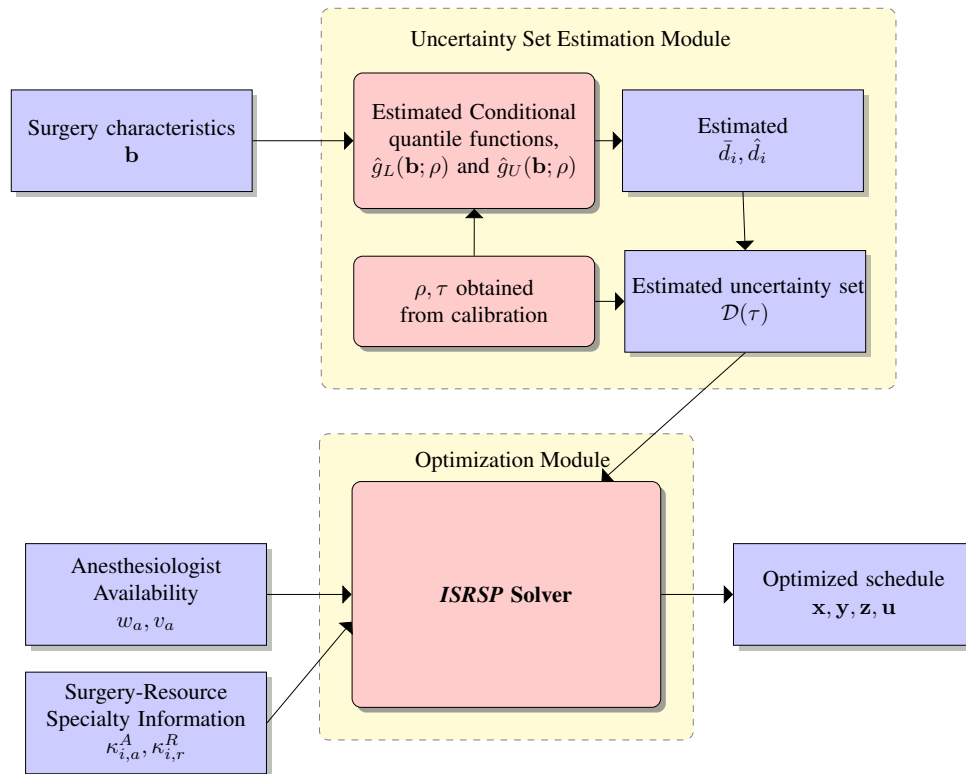 Uncertainty Set Estimation Module
Surgery characteristics
b
Estimated Conditional
quantile functions,
ĝ_L(b; ρ) and ĝ_U(b; ρ)
Estimated
d̄_i, d̂_i
ρ, τ obtained
from calibration
Estimated uncertainty set
𝒟(τ)
Optimization Module
ISRSP Solver
Anesthesiologist
Availability
w_a, v_a
Surgery-Resource
Specialty Information
κ^A_{i,a}, κ^R_{i,r}
Optimized schedule
x, y, z, u